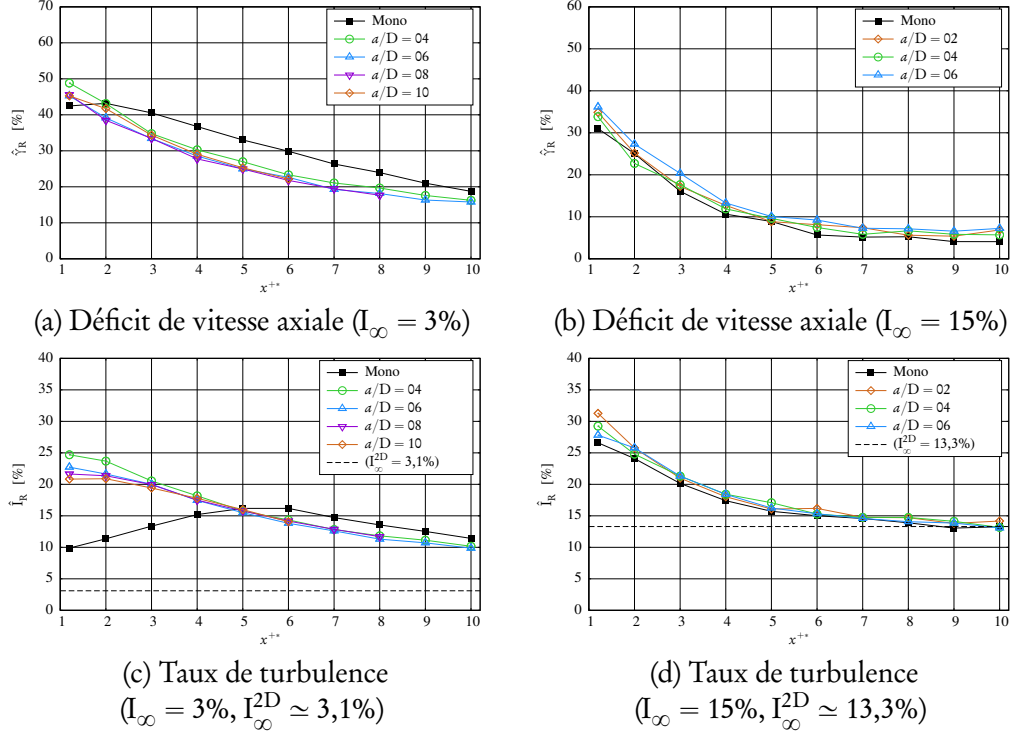 70
60
50
40
30
20
10
0
γ̂R [%]
Mono
a/D = 04
a/D = 06
a/D = 08
a/D = 10
1 2 3 4 5 6 7 8 9 10
x+*
(a) Déficit de vitesse axiale (I∞ = 3%)
60
50
40
30
20
10
0
γ̂R [%]
Mono
a/D = 02
a/D = 04
a/D = 06
1 2 3 4 5 6 7 8 9 10
x+*
(b) Déficit de vitesse axiale (I∞ = 15%)
40
35
30
25
20
15
10
5
0
ÎR [%]
Mono
a/D = 04
a/D = 06
a/D = 08
a/D = 10
(I∞2D = 3,1%)
1 2 3 4 5 6 7 8 9 10
x+*
(c) Taux de turbulence
(I∞ = 3%, I∞2D ≃ 3,1%)
40
35
30
25
20
15
10
5
0
ÎR [%]
Mono
a/D = 02
a/D = 04
a/D = 06
(I∞2D = 13,3%)
1 2 3 4 5 6 7 8 9 10
x+*
(d) Taux de turbulence
(I∞ = 15%, I∞2D ≃ 13,3%)